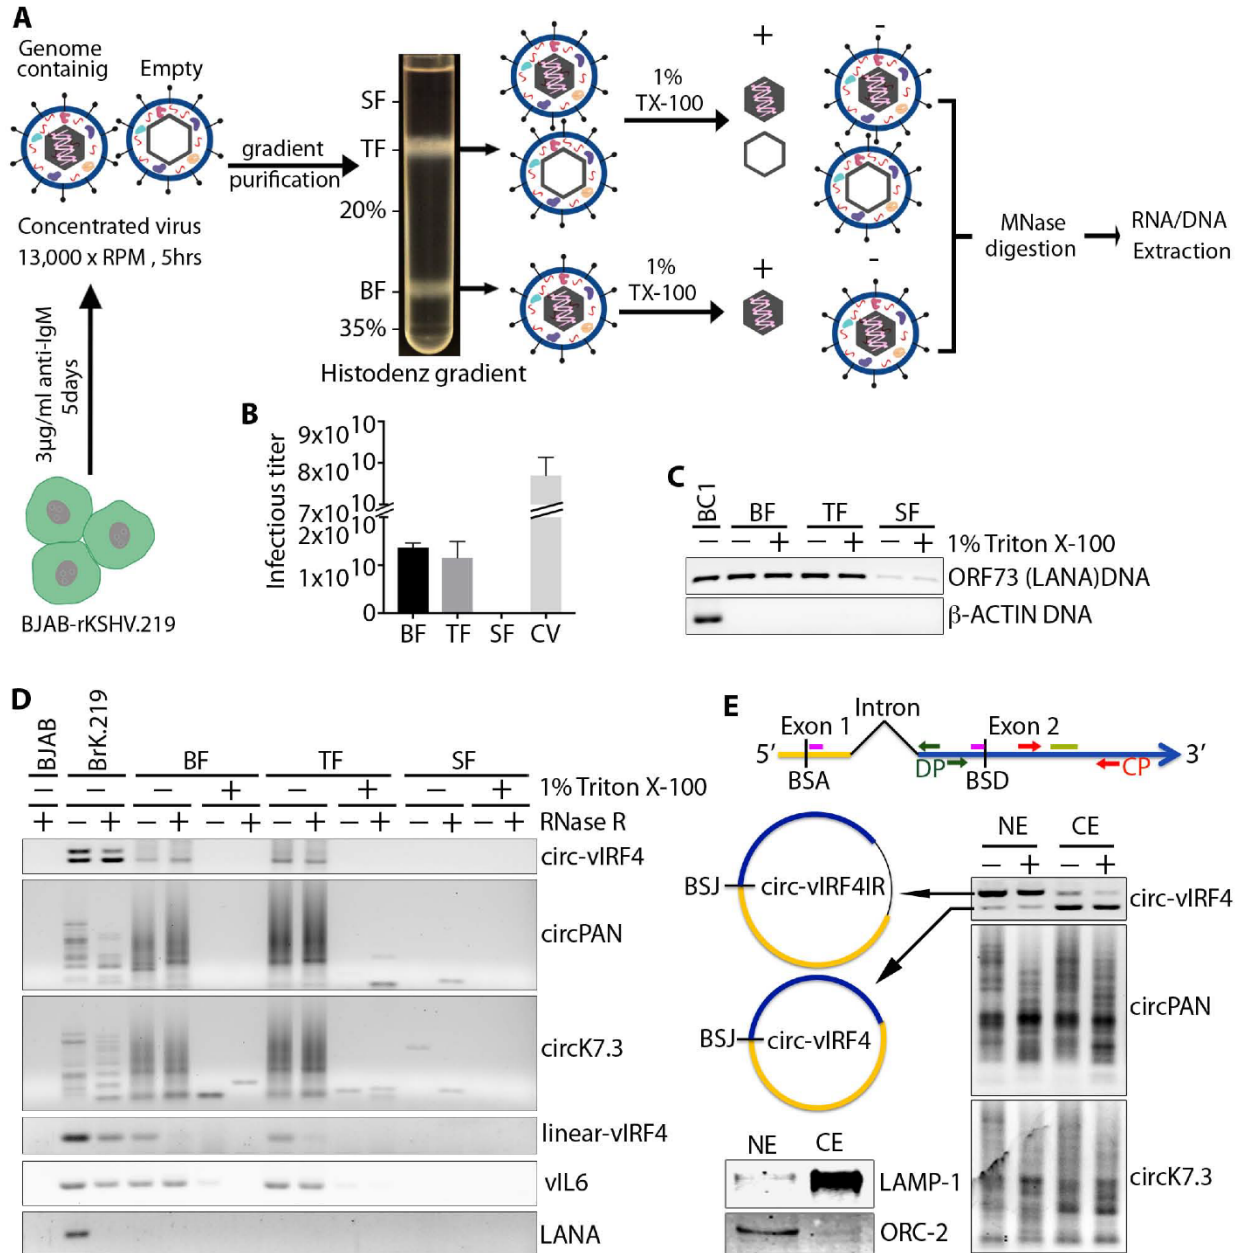 A
Genome
containig
Empty
Concentrated virus
13,000 x RPM , 5hrs
3µg/ml anti-IgM
5days
BJAB-rKSHV.219
gradient
purification
SF
TF
20%
BF
35%
Histodenz gradient
1%
TX-100
+
-
1%
TX-100
+
-
MNase
digestion
RNA/DNA
Extraction
B
Infectious titer
9x10^10
8x10^10
7x10^10
2x10^10
1x10^10
0
BF TF SF CV
C
BC1 BF TF SF
− − + − + − + 1% Triton X-100
ORF73 (LANA)DNA
β-ACTIN DNA
D
BJAB BrK.219 BF TF SF
− − − + − + − + 1% Triton X-100
+ − + − + − + − + − + − + − + RNase R
circ-vIRF4
circPAN
circK7.3
linear-vIRF4
vIL6
LANA
E
Intron
Exon 1 Exon 2
5′ 3′
BSA DP BSD CP
BSJ circ-vIRF4IR
BSJ circ-vIRF4
NE CE
− + − +
circ-vIRF4
circPAN
circK7.3
NE CE
LAMP-1
ORC-2